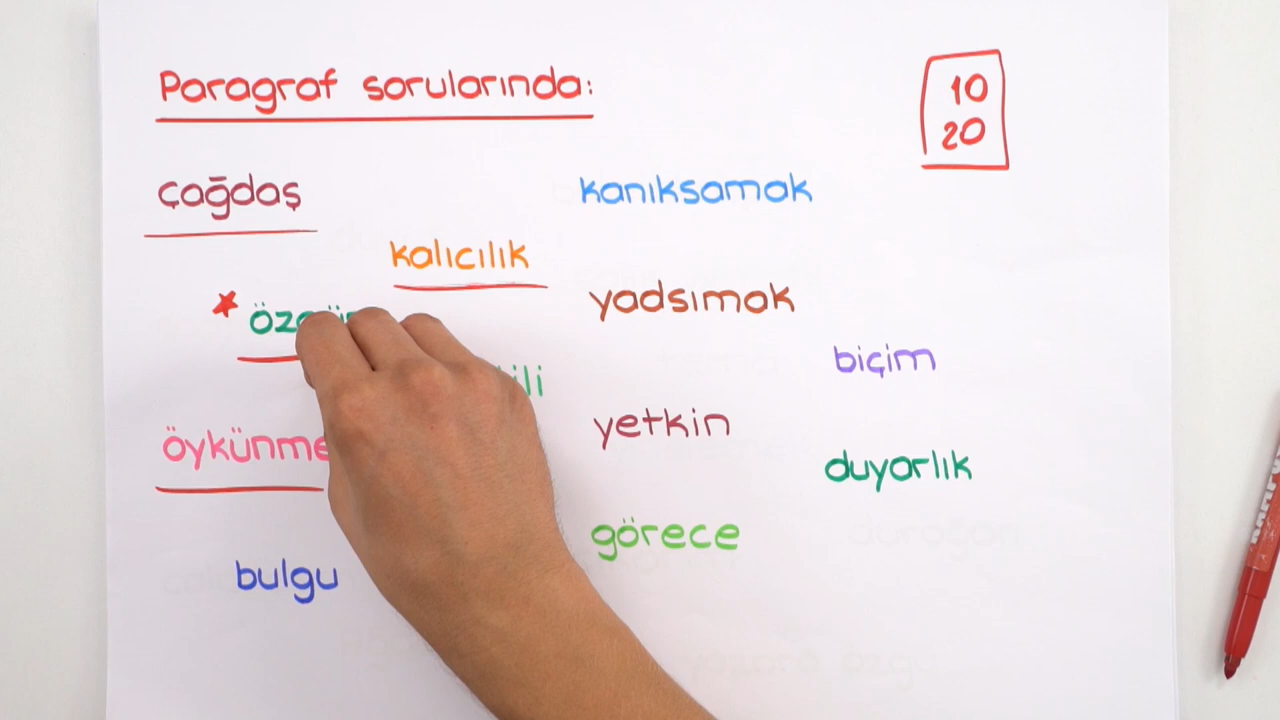 Paragraf sorularında:
10
20
çağdaş
kanıksamak
kalıcılık
yadsımak
biçim
yetkin
duyarlık
görece
bulgu